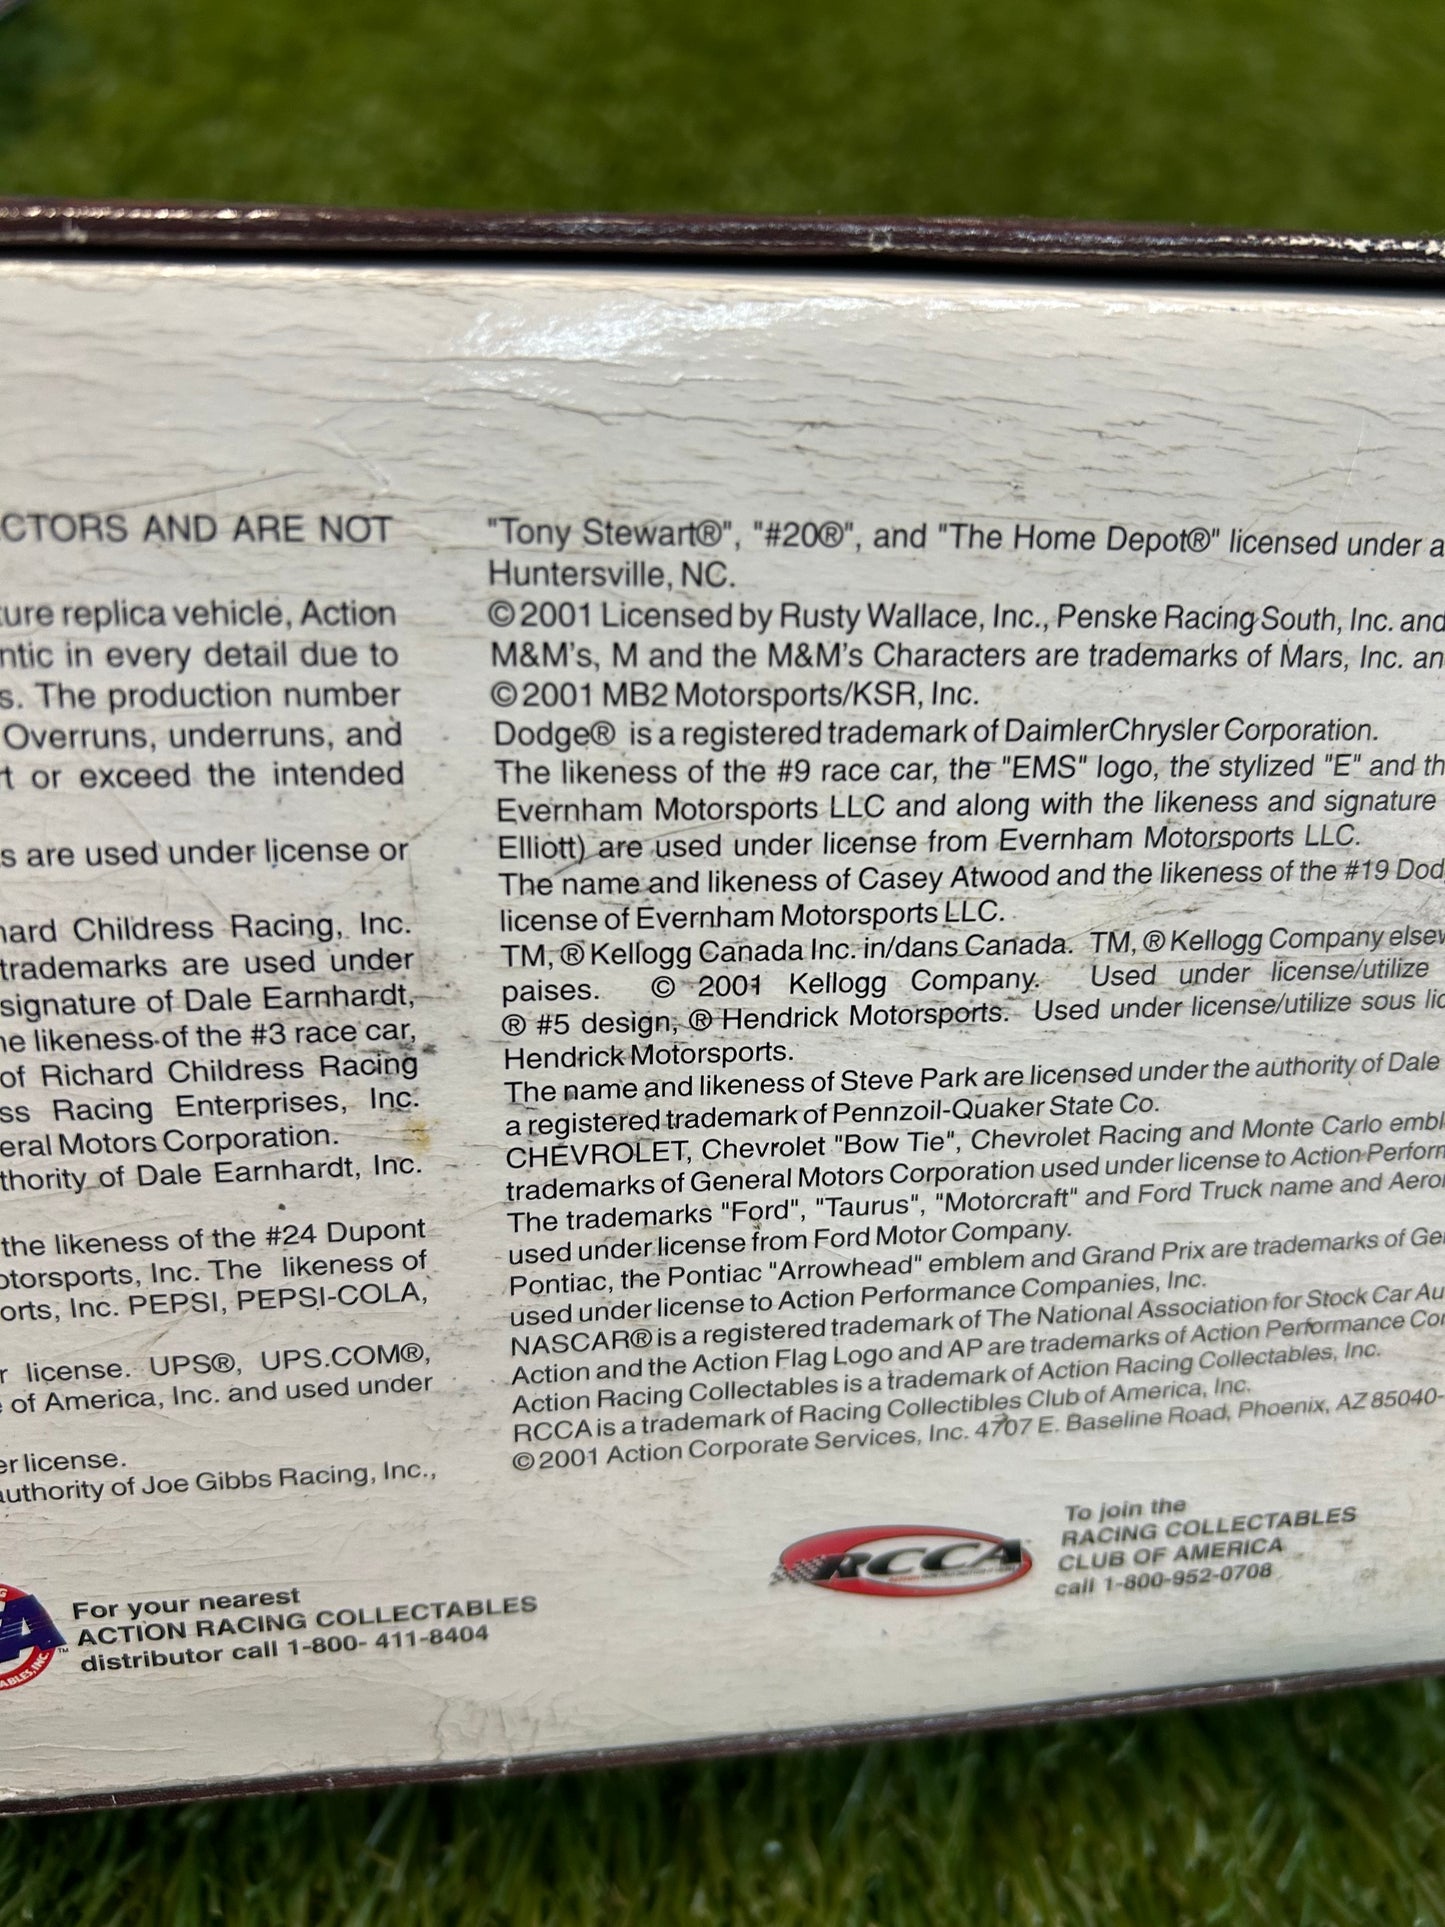 CTORS AND ARE NOT
ure replica vehicle, Action
ntic in every detail due to
s. The production number
Overruns, underruns, and
rt or exceed the intended
s are used under license or
hard Childress Racing, Inc.
trademarks are used under
signature of Dale Earnhardt,
he likeness of the #3 race car,
of Richard Childress Racing
ss Racing Enterprises, Inc.
eral Motors Corporation.
thority of Dale Earnhardt, Inc.
the likeness of the #24 Dupont
otorsports, Inc. The likeness of
orts, Inc. PEPSI, PEPSI-COLA,
r license. UPS®, UPS.COM®,
e of America, Inc. and used under
er license.
authority of Joe Gibbs Racing, Inc.,
"Tony Stewart®", "#20®", and "The Home Depot®" licensed under a
Huntersville, NC.
©2001 Licensed by Rusty Wallace, Inc., Penske Racing South, Inc. and
M&M's, M and the M&M's Characters are trademarks of Mars, Inc. an
©2001 MB2 Motorsports/KSR, Inc.
Dodge® is a registered trademark of DaimlerChrysler Corporation.
The likeness of the #9 race car, the "EMS" logo, the stylized "E" and th
Evernham Motorsports LLC and along with the likeness and signature
Elliott) are used under license from Evernham Motorsports LLC.
The name and likeness of Casey Atwood and the likeness of the #19 Dod
license of Evernham Motorsports LLC.
TM, ® Kellogg Canada Inc. in/dans Canada. TM, ® Kellogg Company elsew
paises. © 2001 Kellogg Company. Used under license/utilize
® #5 design, ® Hendrick Motorsports. Used under license/utilize sous lic
Hendrick Motorsports.
The name and likeness of Steve Park are licensed under the authority of Dale
a registered trademark of Pennzoil-Quaker State Co.
CHEVROLET, Chevrolet "Bow Tie", Chevrolet Racing and Monte Carlo embl
trademarks of General Motors Corporation used under license to Action Perform
The trademarks "Ford", "Taurus", "Motorcraft" and Ford Truck name and Aero
used under license from Ford Motor Company.
Pontiac, the Pontiac "Arrowhead" emblem and Grand Prix are trademarks of Ge
used under license to Action Performance Companies, Inc.
NASCAR® is a registered trademark of The National Association for Stock Car Au
Action and the Action Flag Logo and AP are trademarks of Action Performance Co
Action Racing Collectables is a trademark of Action Racing Collectables, Inc.
RCCA is a trademark of Racing Collectibles Club of America, Inc.
©2001 Action Corporate Services, Inc. 4707 E. Baseline Road, Phoenix, AZ 85040-
For your nearest
ACTION RACING COLLECTABLES
distributor call 1-800- 411-8404
RCCA
To join the
RACING COLLECTABLES
CLUB OF AMERICA
call 1-800-952-0708